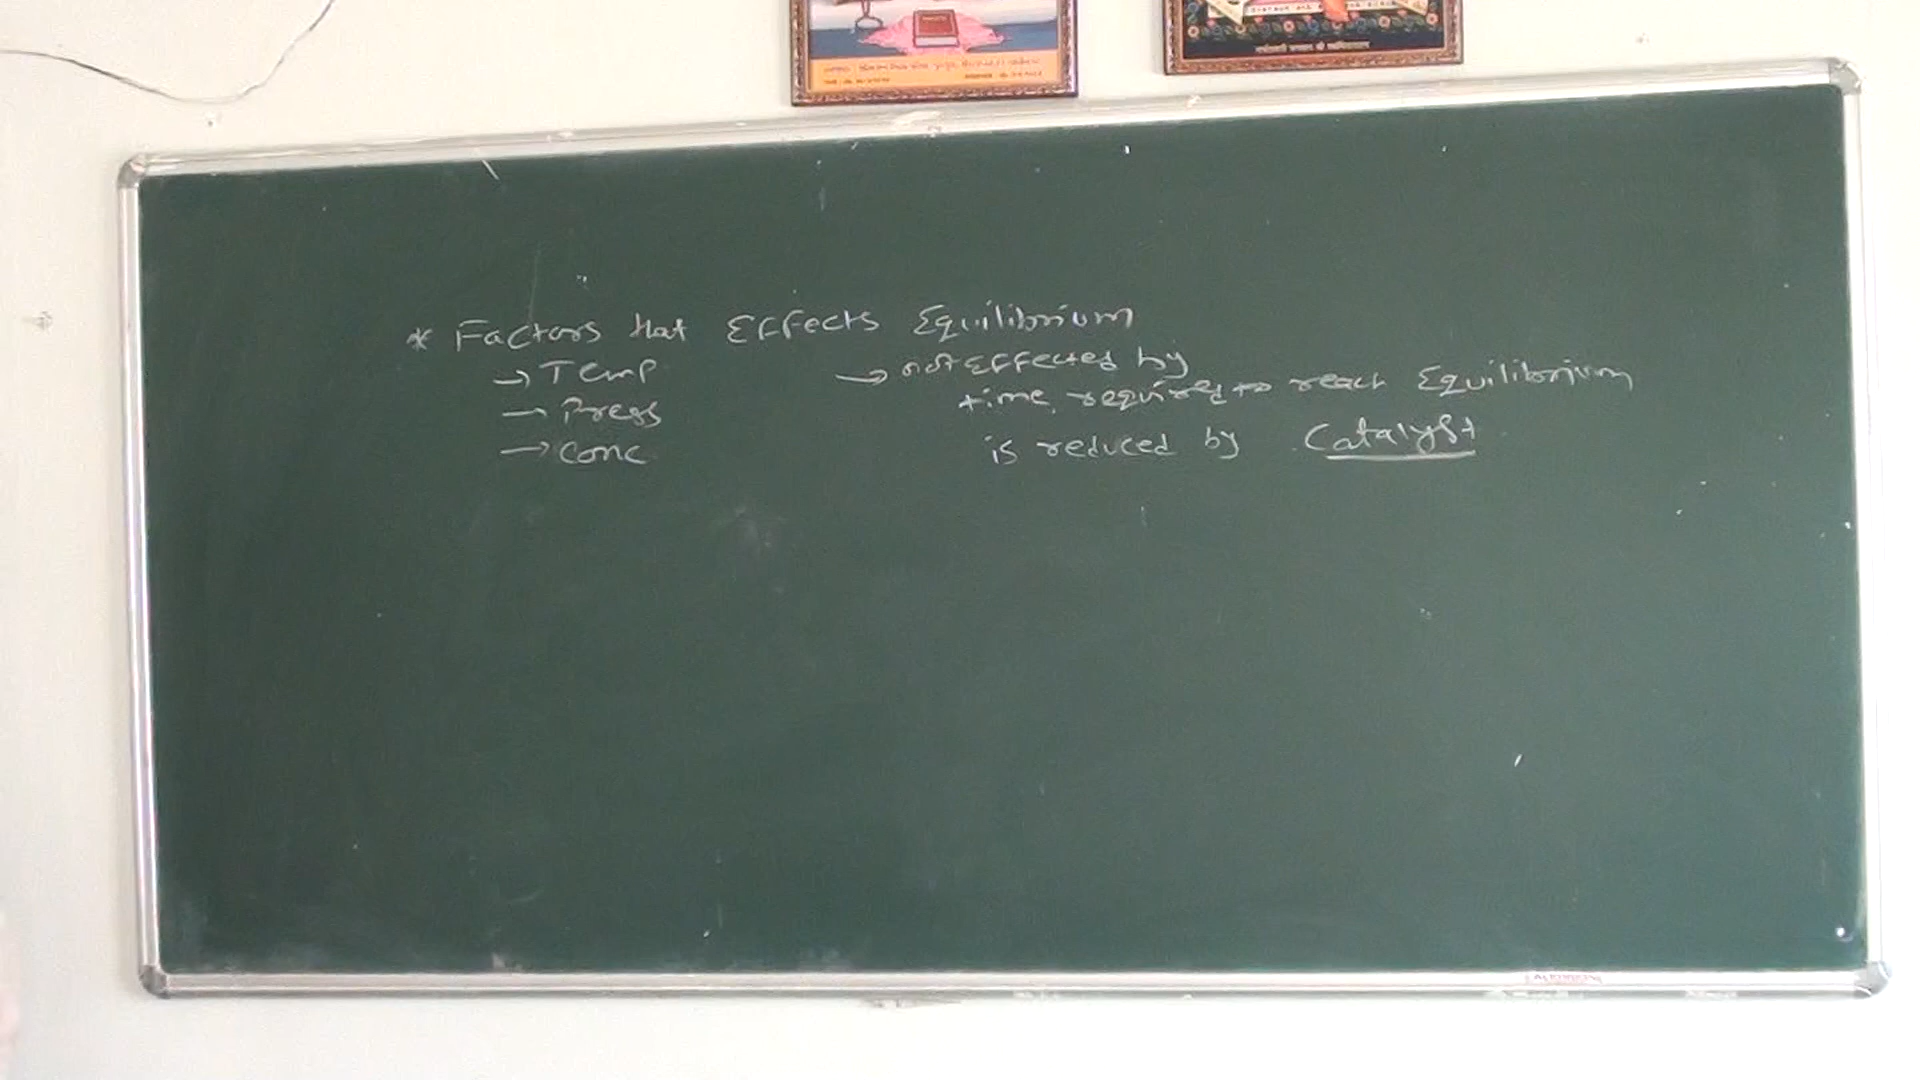 * Factors that Effects Equilibrium
→ Temp
→ Press
→ Conc
→ not Effected by
time required to reach Equilibrium
is reduced by Catalyst